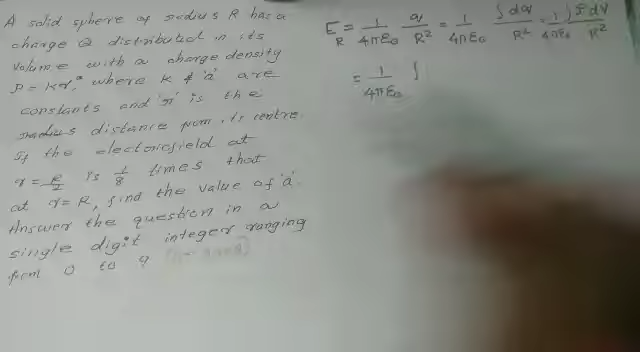 A solid sphere of radius R has a
charge Q distributed in its
volume with a charge density
ρ = K r^a, where K & 'a' are
constants and 'r' is the
radius distance from its centre.
If the electric field at
r = R/2 is 1/8 times that
at r = R, find the value of 'a'.
Answer the question in a
single digit integer ranging
from 0 to 9
E_R = 1/4πε₀ q/R² = 1/4πε₀ ∫dq/R² = 1/4πε₀ ∫ρdV/R²
= 1/4πε₀ ∫